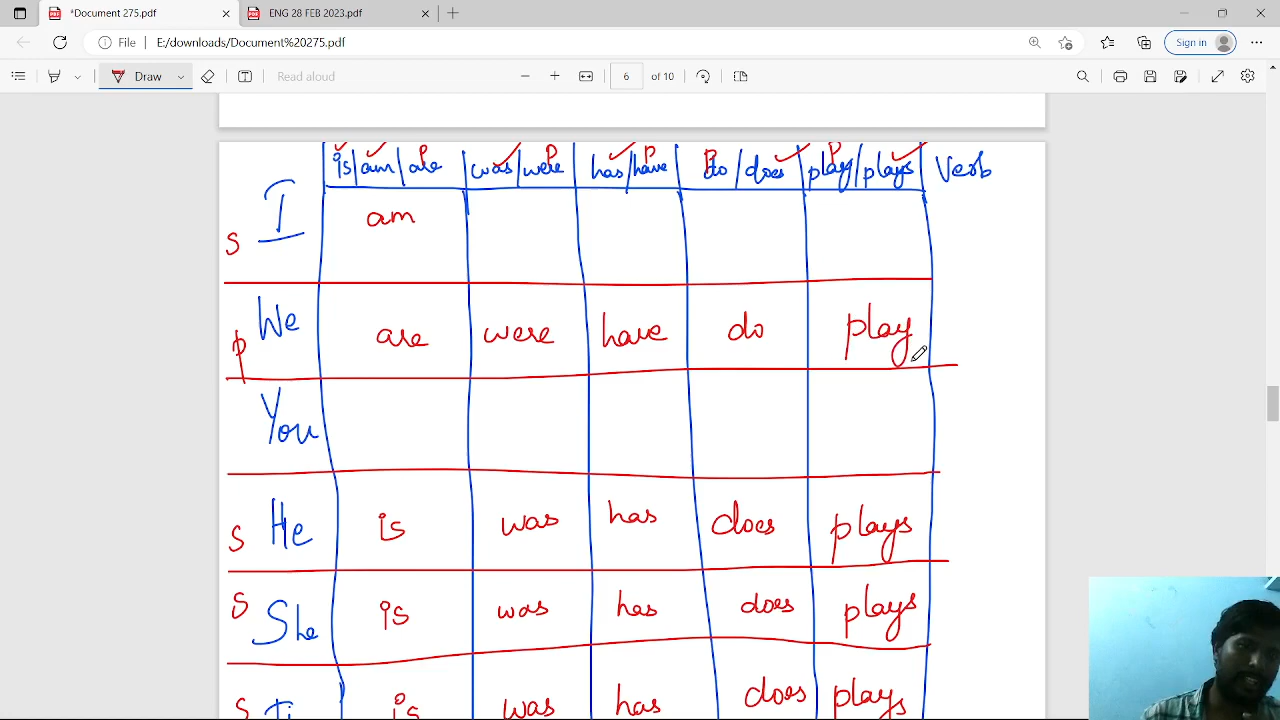 *Document 275.pdf
ENG 28 FEB 2023.pdf
File E:/downloads/Document%20275.pdf
Sign in
Draw
Read aloud
6 of 10
is/am/are was/were has/have do/does play/plays Verb
P P P P P
S I am
P We are were have do play
You
S He is was has does plays
S She is was has does plays
S is was has does plays